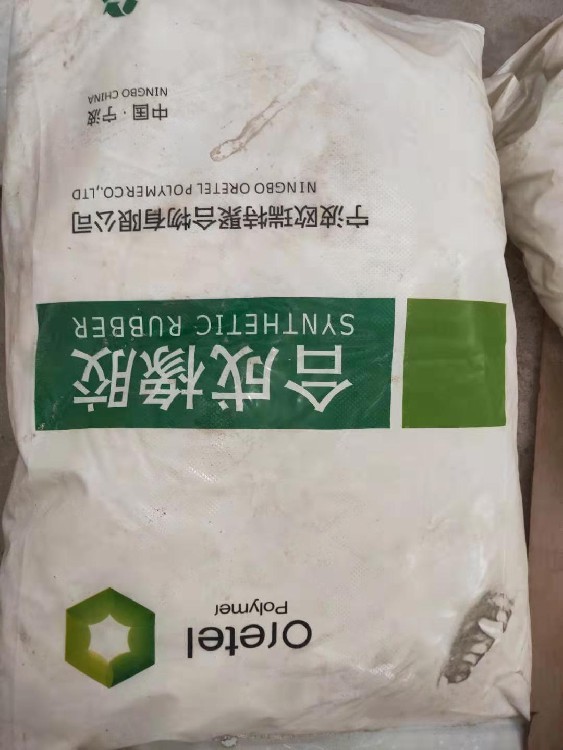 Oretel
Polymer
合成橡胶
SYNTHETIC RUBBER
宁波欧瑞特聚合物有限公司
NINGBO ORETEL POLYMER CO.,LTD
中国·宁波
NINGBO CHINA